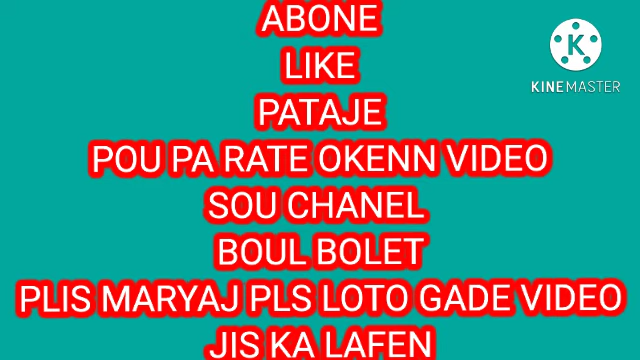 ABONE
LIKE
PATAJE
POU PA RATE OKENN VIDEO
SOU CHANEL
BOUL BOLET
PLIS MARYAJ PLS LOTO GADE VIDEO
JIS KA LAFEN
K
KINEMASTER